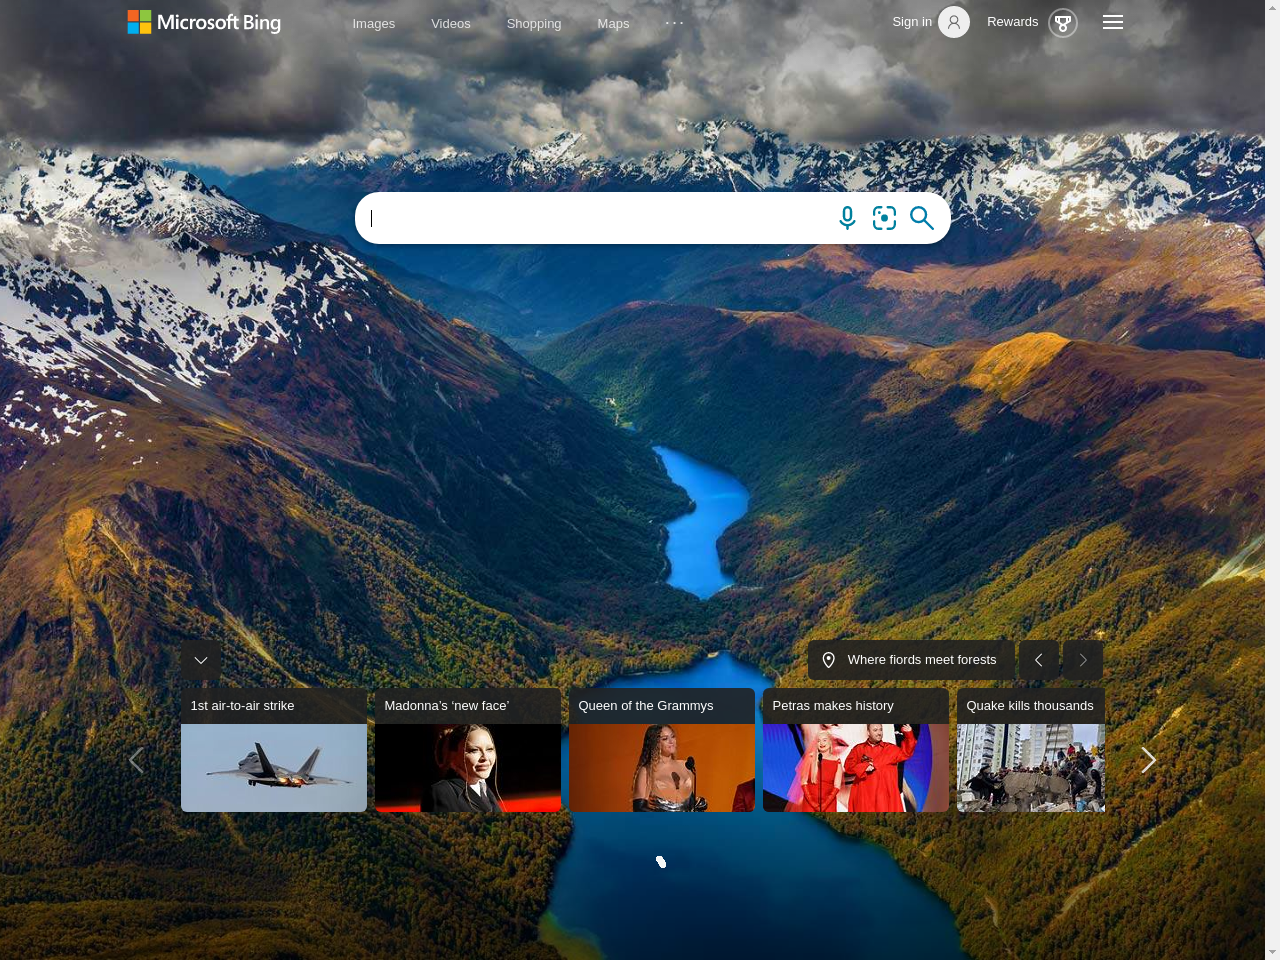 Microsoft Bing
Images
Videos
Shopping
Maps
Sign in
Rewards
Where fiords meet forests
1st air-to-air strike
Madonna’s ‘new face’
Queen of the Grammys
Petras makes history
Quake kills thousands